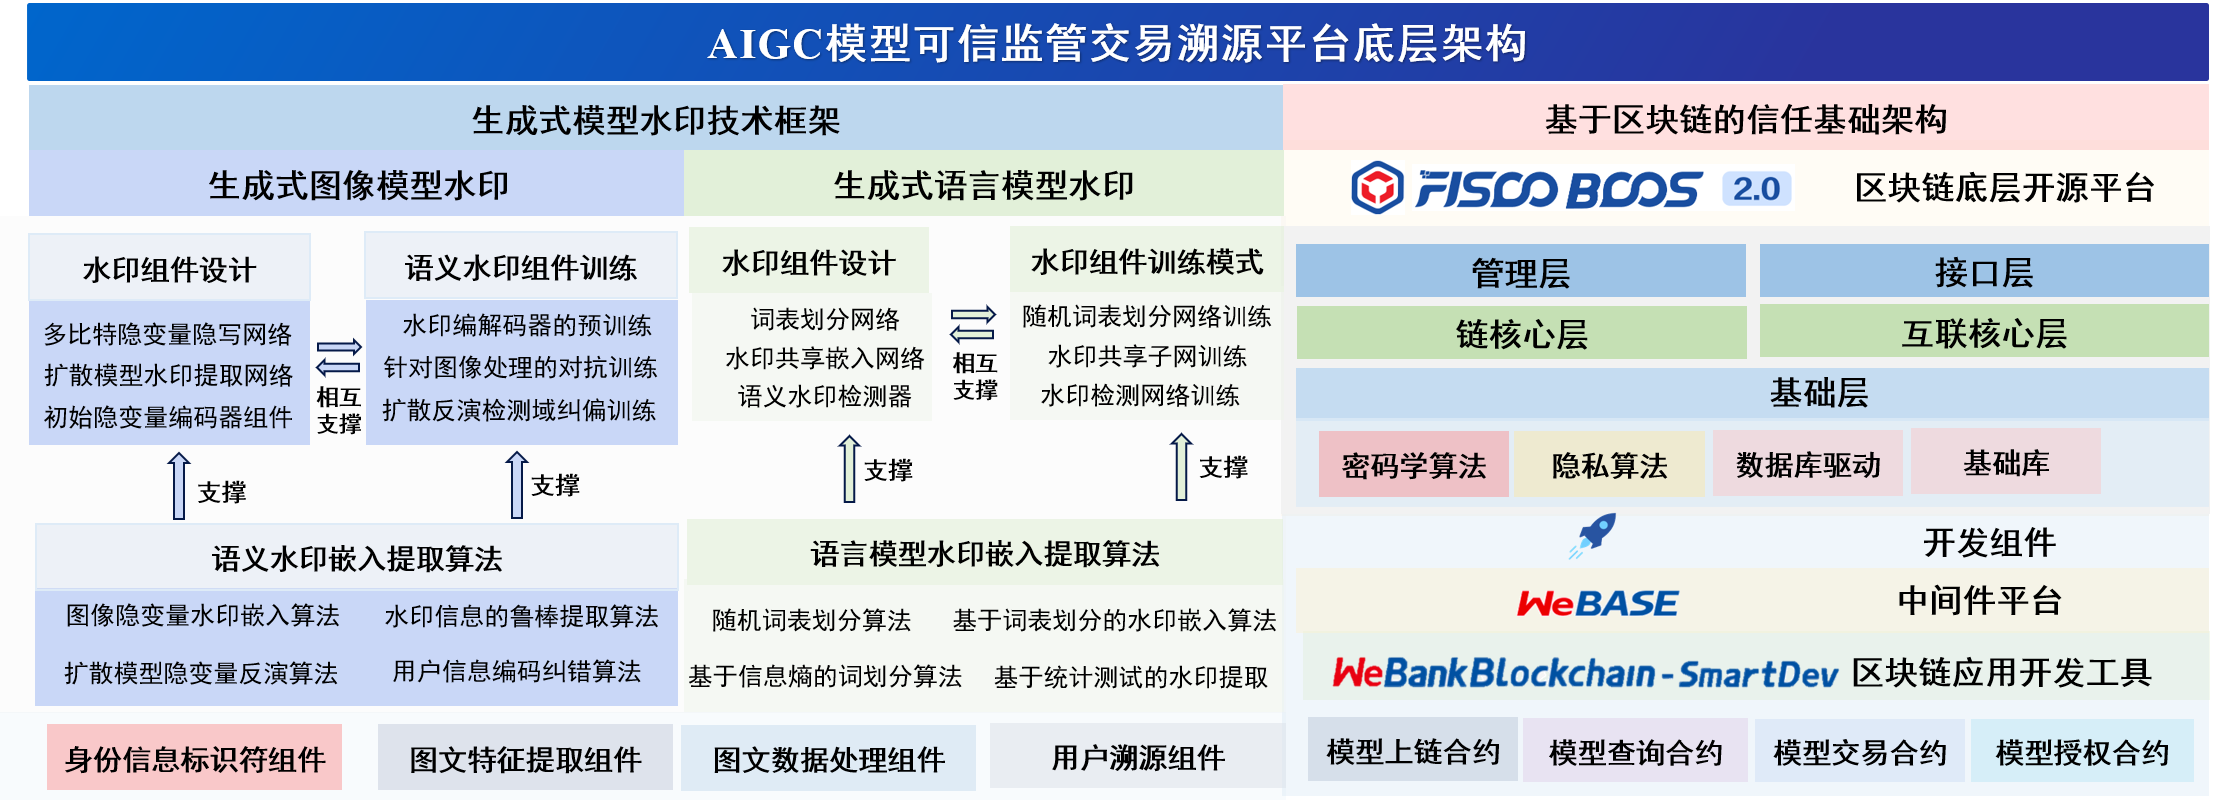 AIGC模型可信监管交易溯源平台底层架构
生成式模型水印技术框架
生成式图像模型水印
水印组件设计
多比特隐变量隐写网络
扩散模型水印提取网络
初始隐变量编码器组件
相互
支撑
语义水印组件训练
水印编解码器的预训练
针对图像处理的对抗训练
扩散反演检测域纠偏训练
支撑
支撑
语义水印嵌入提取算法
图像隐变量水印嵌入算法
水印信息的鲁棒提取算法
扩散模型隐变量反演算法
用户信息编码纠错算法
生成式语言模型水印
水印组件设计
词表划分网络
水印共享嵌入网络
语义水印检测器
相互
支撑
水印组件训练模式
随机词表划分网络训练
水印共享子网训练
水印检测网络训练
支撑
支撑
语言模型水印嵌入提取算法
随机词表划分算法
基于词表划分的水印嵌入算法
基于信息熵的词划分算法
基于统计测试的水印提取
身份信息标识符组件
图文特征提取组件
图文数据处理组件
用户溯源组件
基于区块链的信任基础架构
FISCO BCOS 2.0
区块链底层开源平台
管理层
接口层
链核心层
互联核心层
基础层
密码学算法
隐私算法
数据库驱动
基础库
开发组件
WeBASE
中间件平台
WeBankBlockchain-SmartDev
区块链应用开发工具
模型上链合约
模型查询合约
模型交易合约
模型授权合约